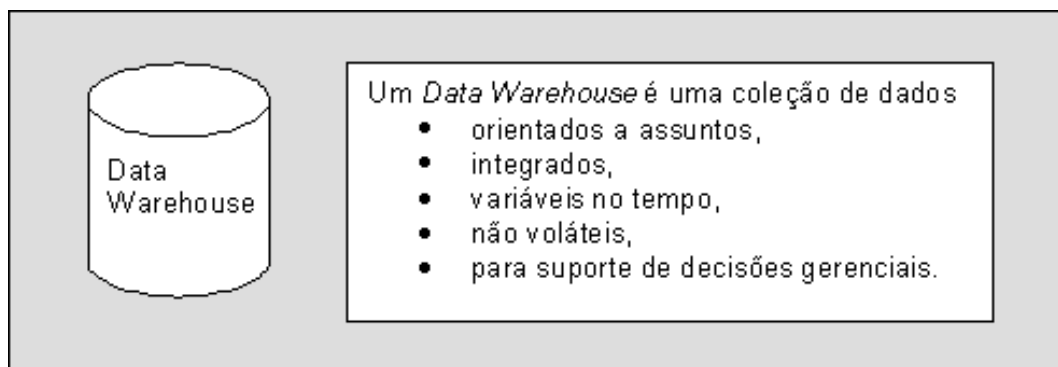 Data
Warehouse
Um Data Warehouse é uma coleção de dados
• orientados a assuntos,
• integrados,
• variáveis no tempo,
• não voláteis,
• para suporte de decisões gerenciais.